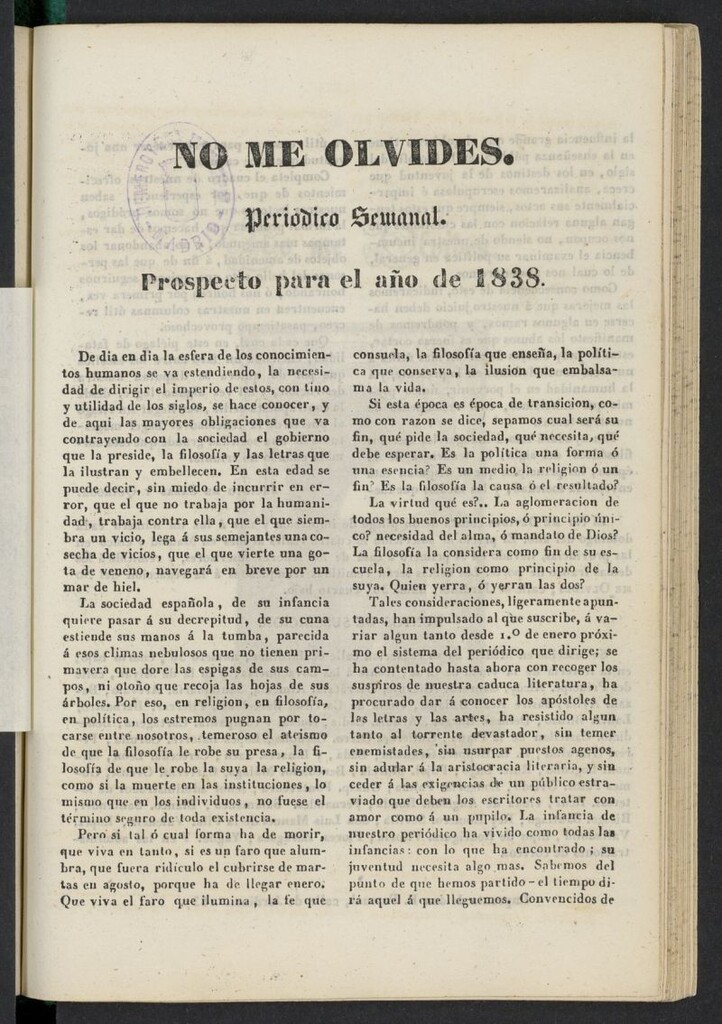 NO ME OLVIDES.
Periódico Semanal.
Prospecto para el año de 1838.
De dia en dia la esfera de los conocimien-
tos humanos se va estendiendo, la necesi-
dad de dirigir el imperio de estos, con tino
y utilidad de los siglos, se hace conocer, y
de aqui las mayores obligaciones que va
contrayendo con la sociedad el gobierno
que la preside, la filosofía y las letras que
la ilustran y embellecen. En esta edad se
puede decir, sin miedo de incurrir en er-
ror, que el que no trabaja por la humani-
dad, trabaja contra ella, que el que siem-
bra un vicio, lega á sus semejantes una co-
secha de vicios, que el que vierte una go-
ta de veneno, navegará en breve por un
mar de hiel.
La sociedad española, de su infancia
quiere pasar á su decrepitud, de su cuna
estiende sus manos á la tumba, parecida
á esos climas nebulosos que no tienen pri-
mavera que dore las espigas de sus cam-
pos, ni otoño que recoja las hojas de sus
árboles. Por eso, en religion, en filosofía,
en política, los estremos pugnan por to-
carse entre nosotros, temeroso el ateismo
de que la filosofía le robe su presa, la fi-
losofía de que le robe la suya la religion,
como si la muerte en las instituciones, lo
mismo que en los individuos, no fuese el
término seguro de toda existencia.
Pero si tal ó cual forma ha de morir,
que viva en tanto, si es un faro que alum-
bra, que fuera ridículo el cubrirse de mar-
tas en agosto, porque ha de llegar enero.
Que viva el faro que ilumina, la fe que
consuela, la filosofía que enseña, la políti-
ca que conserva, la ilusion que embalsa-
ma la vida.
Si esta época es época de transicion, co-
mo con razon se dice, sepamos cual será su
fin, qué pide la sociedad, qué necesita, qué
debe esperar. Es la política una forma ó
una esencia? Es un medio la religion ó un
fin? Es la filosofía la causa ó el resultado?
La virtud qué es?.. La aglomeracion de
todos los buenos principios, ó principio úni-
co? necesidad del alma, ó mandato de Dios?
La filosofía la considera como fin de su es-
cuela, la religion como principio de la
suya. Quien yerra, ó yerran las dos?
Tales consideraciones, ligeramente apun-
tadas, han impulsado al que suscribe, á va-
riar algun tanto desde 1.º de enero próxi-
mo el sistema del periódico que dirige; se
ha contentado hasta ahora con recoger los
suspiros de nuestra caduca literatura, ha
procurado dar á conocer los apóstoles de
las letras y las artes, ha resistido algun
tanto al torrente devastador, sin temer
enemistades, sin usurpar puestos agenos,
sin adular á la aristocracia literaria, y sin
ceder á las exigencias de un público estra-
viado que deben los escritores tratar con
amor como á un pupilo. La infancia de
nuestro periódico ha vivido como todas las
infancias: con lo que ha encontrado; su
juventud necesita algo mas. Sabemos del
punto de que hemos partido - el tiempo di-
rá aquel á que lleguemos. Convencidos de